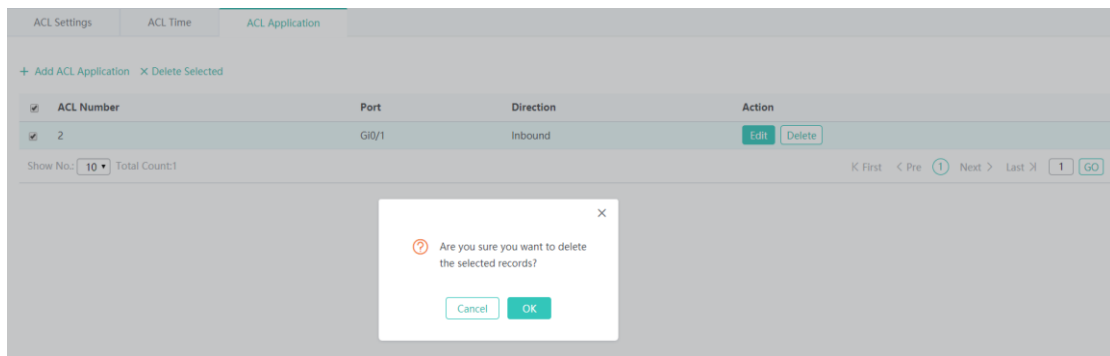 ACL Settings ACL Time ACL Application
+ Add ACL Application × Delete Selected
ACL Number Port Direction Action
2 GI0/1 Inbound Edit Delete
Show No.: 10 Total Count:1 First < Pre 1 Next > Last 1 GO
Are you sure you want to delete
the selected records?
Cancel OK